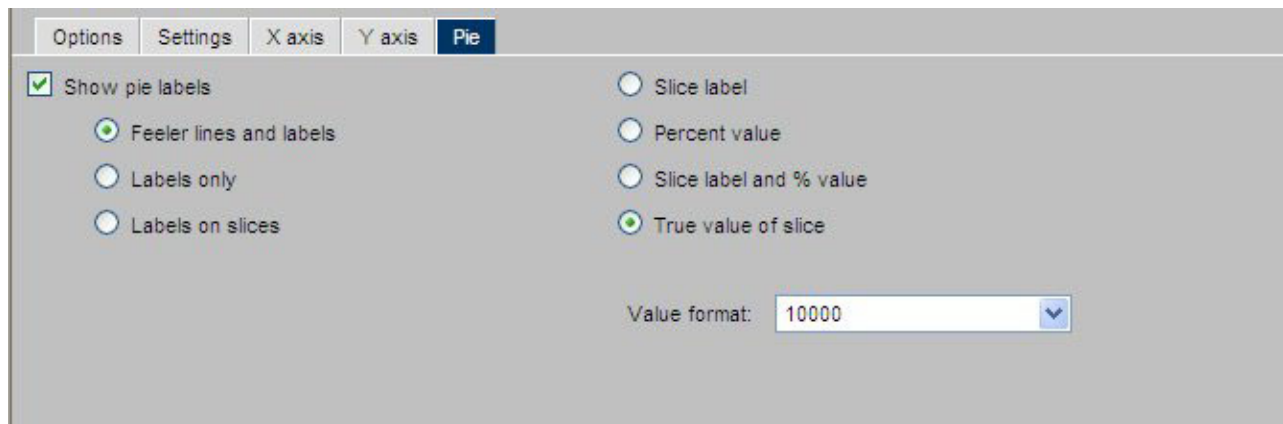 Options Settings X axis Y axis Pie
Show pie labels
Feeler lines and labels
Labels only
Labels on slices
Slice label
Percent value
Slice label and % value
True value of slice
Value format: 10000